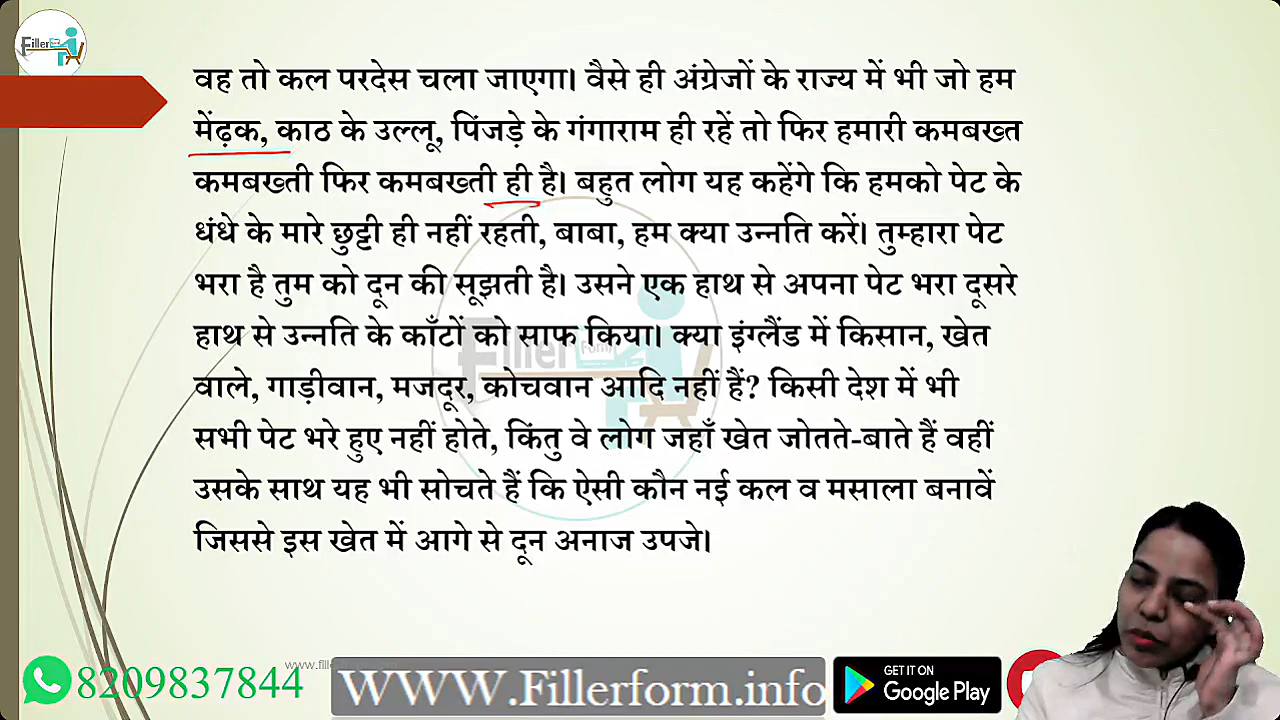 Filler Form
वह तो कल परदेस चला जाएगा। वैसे ही अंग्रेजों के राज्य में भी जो हम
मेंढ़क, काठ के उल्लू, पिंजड़े के गंगाराम ही रहें तो फिर हमारी कमबख्त
कमबख्ती फिर कमबख्ती ही है। बहुत लोग यह कहेंगे कि हमको पेट के
धंधे के मारे छुट्टी ही नहीं रहती, बाबा, हम क्या उन्नति करें। तुम्हारा पेट
भरा है तुम को दून की सूझती है। उसने एक हाथ से अपना पेट भरा दूसरे
हाथ से उन्नति के काँटों को साफ किया। क्या इंग्लैंड में किसान, खेत
वाले, गाड़ीवान, मजदूर, कोचवान आदि नहीं हैं? किसी देश में भी
सभी पेट भरे हुए नहीं होते, किंतु वे लोग जहाँ खेत जोतते-बाते हैं वहीं
उसके साथ यह भी सोचते हैं कि ऐसी कौन नई कल व मसाला बनावें
जिससे इस खेत में आगे से दून अनाज उपजे।
Filler Form
8209837844
WWW.Fillerform.info
GET IT ON
Google Play